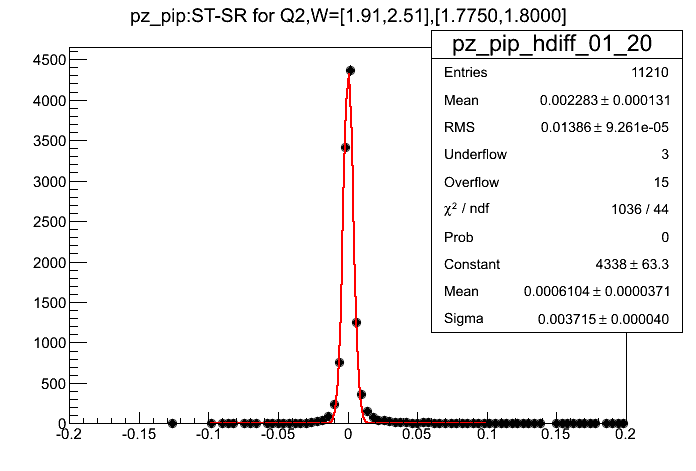 pz_pip:ST-SR for Q2,W=[1.91,2.51],[1.7750,1.8000]
pz_pip_hdiff_01_20
Entries 11210
Mean 0.002283 ± 0.000131
RMS 0.01386 ± 9.261e-05
Underflow 3
Overflow 15
χ² / ndf 1036 / 44
Prob 0
Constant 4338 ± 63.3
Mean 0.0006104 ± 0.0000371
Sigma 0.003715 ± 0.000040
4500
4000
3500
3000
2500
2000
1500
1000
500
0
-0.2 -0.15 -0.1 -0.05 0 0.05 0.1 0.15 0.2